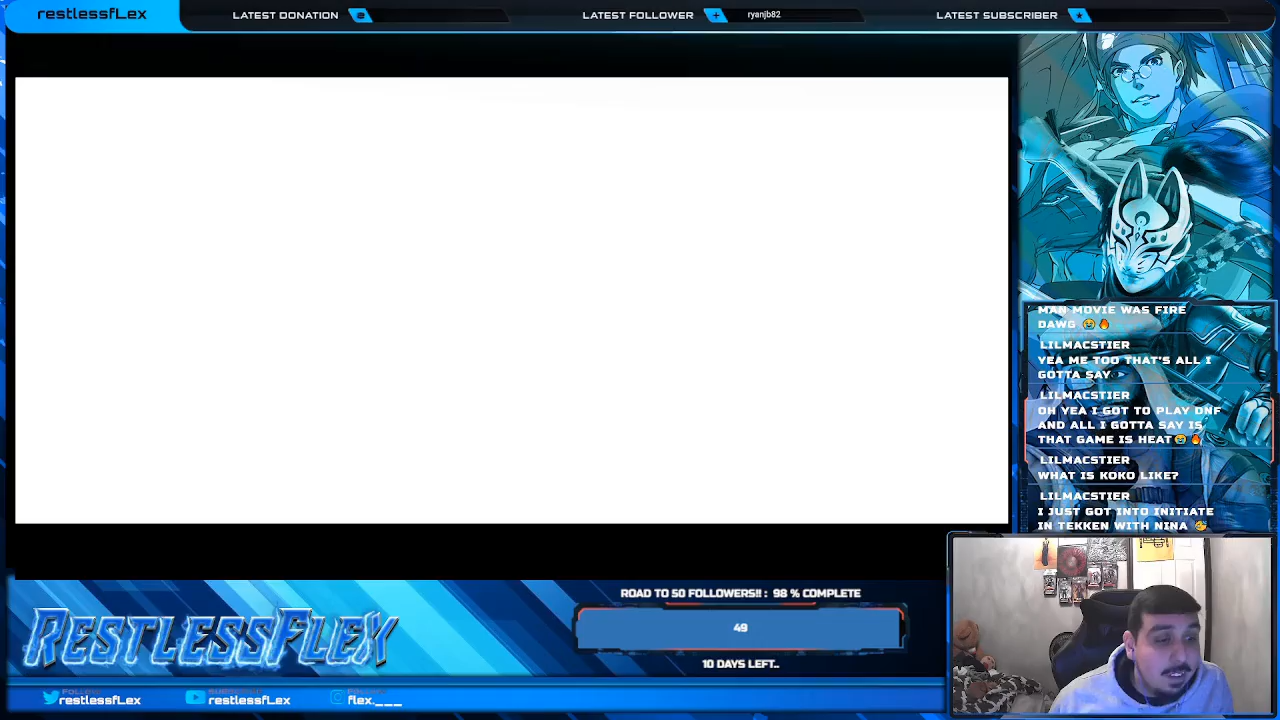 restlessfLex
LATEST DONATION
LATEST FOLLOWER
ryanjb82
LATEST SUBSCRIBER
MAN MOVIE WAS FIRE
DAWG 😭🔥
LILMACSTIER
YEA ME TOO THAT'S ALL I
GOTTA SAY
LILMACSTIER
OH YEA I GOT TO PLAY DNF
AND ALL I GOTTA SAY IS
THAT GAME IS HEAT😭🔥
LILMACSTIER
WHAT IS KOKO LIKE?
LILMACSTIER
I JUST GOT INTO INITIATE
IN TEKKEN WITH NINA
RESTLESSFLEX
ROAD TO 50 FOLLOWERS!! : 98 % COMPLETE
49
10 DAYS LEFT..
restlessfLex
restlessfLex
flex.___